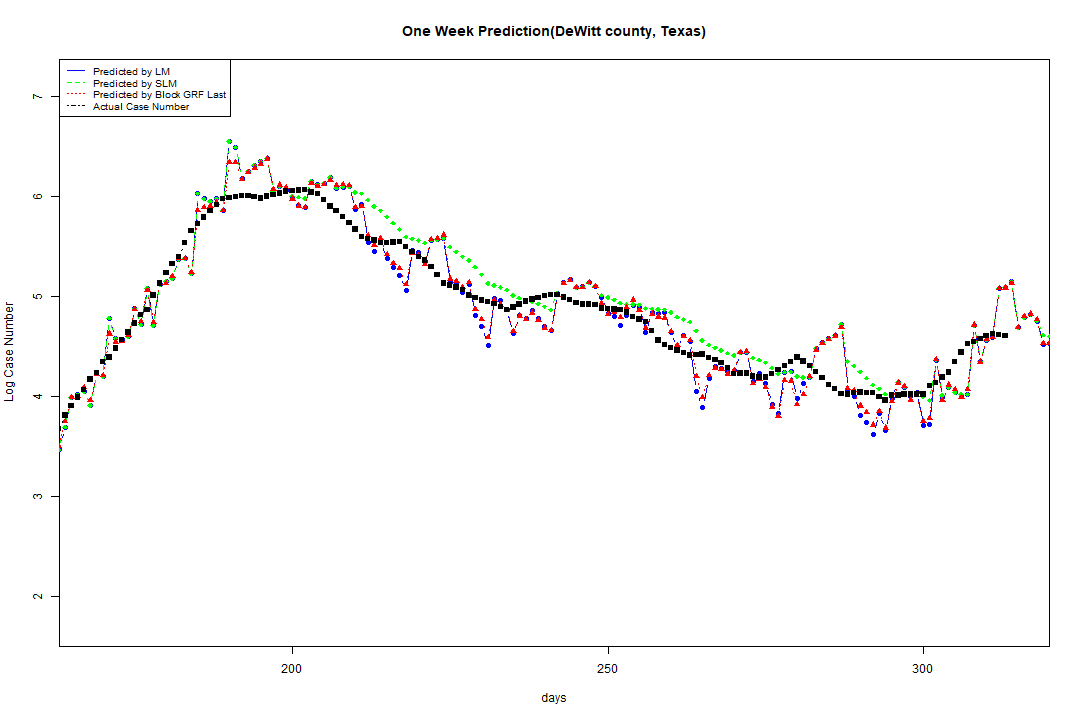 One Week Prediction(DeWitt county, Texas)
Predicted by LM
Predicted by SLM
Predicted by Block GRF Last
Actual Case Number
7
6
5
4
3
2
Log Case Number
200
250
300
days